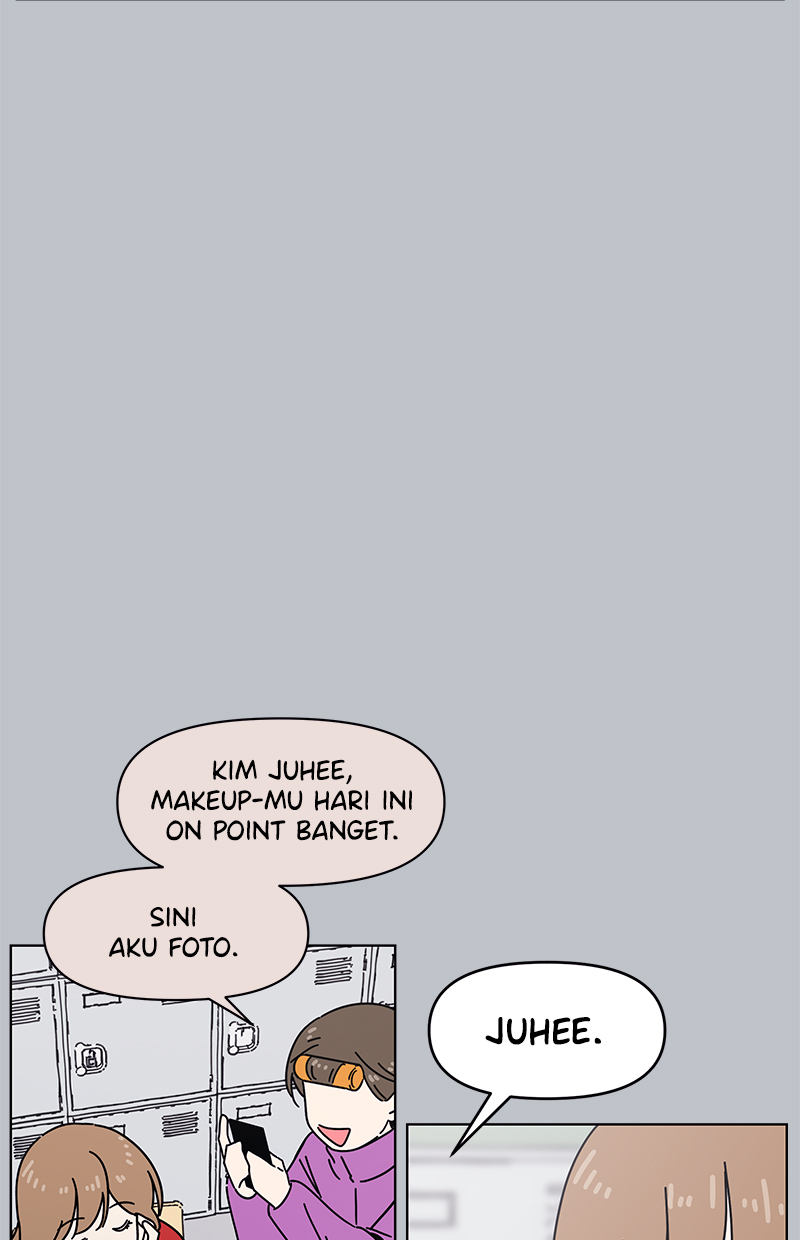 KIM JUHEE,
MAKEUP-MU HARI INI
ON POINT BANGET.
SINI
AKU FOTO.
JUHEE.